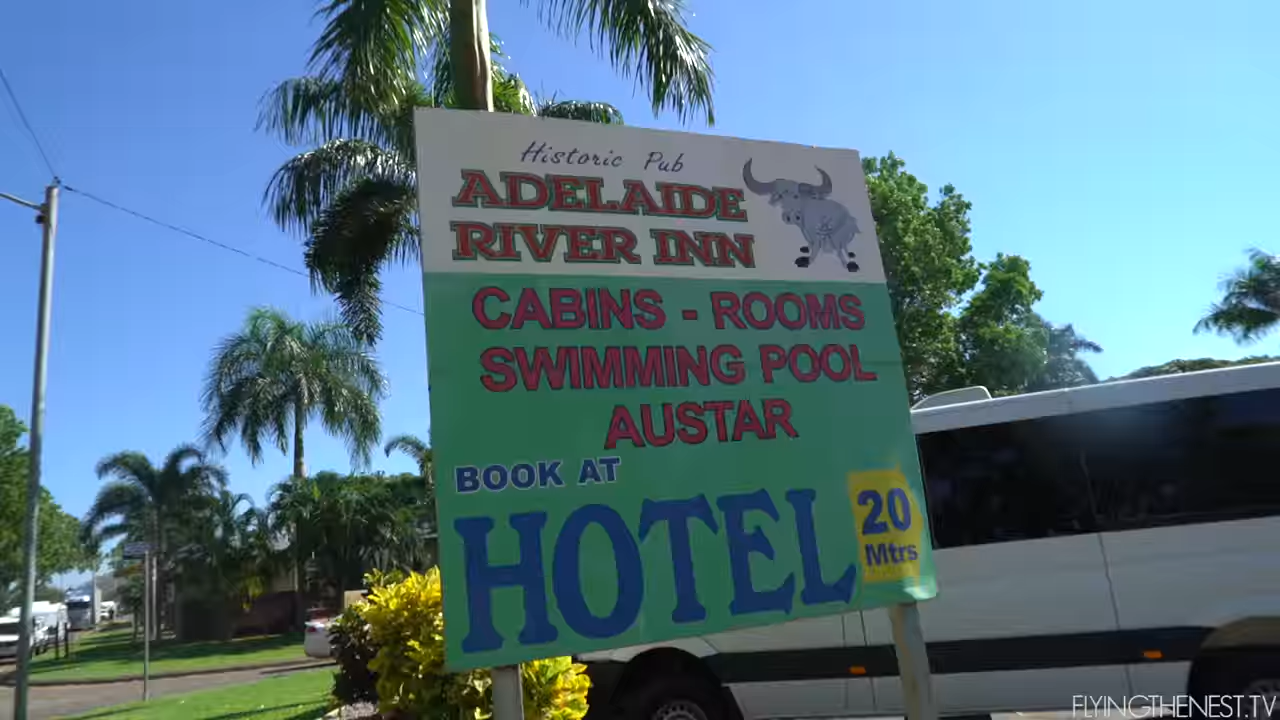 Historic Pub
ADELAIDE
RIVER INN
CABINS - ROOMS
SWIMMING POOL
AUSTAR
BOOK AT
HOTEL
20
Mtrs
FLYINGTHENEST.TV